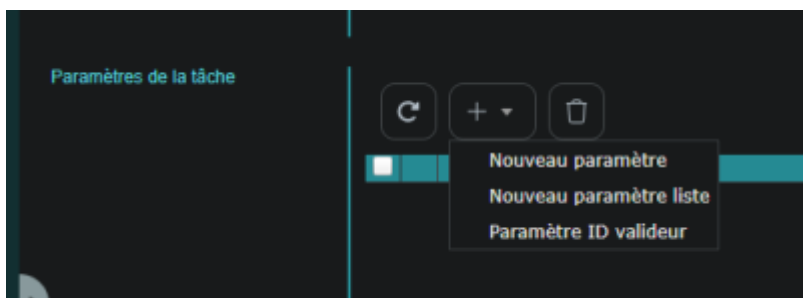 Paramètres de la tâche
Nouveau paramètre
Nouveau paramètre liste
Paramètre ID valideur